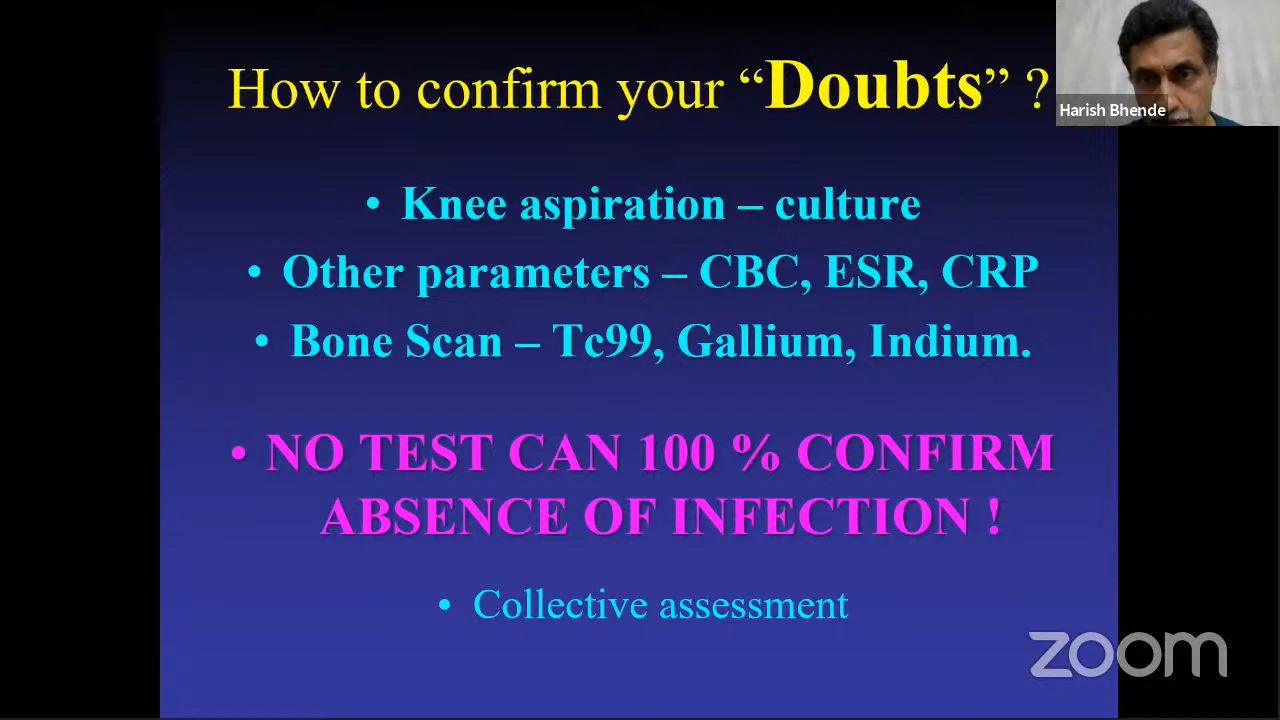 How to confirm your “Doubts” ?
Harish Bhende
• Knee aspiration – culture
• Other parameters – CBC, ESR, CRP
• Bone Scan – Tc99, Gallium, Indium.
• NO TEST CAN 100 % CONFIRM
ABSENCE OF INFECTION !
• Collective assessment
zoom